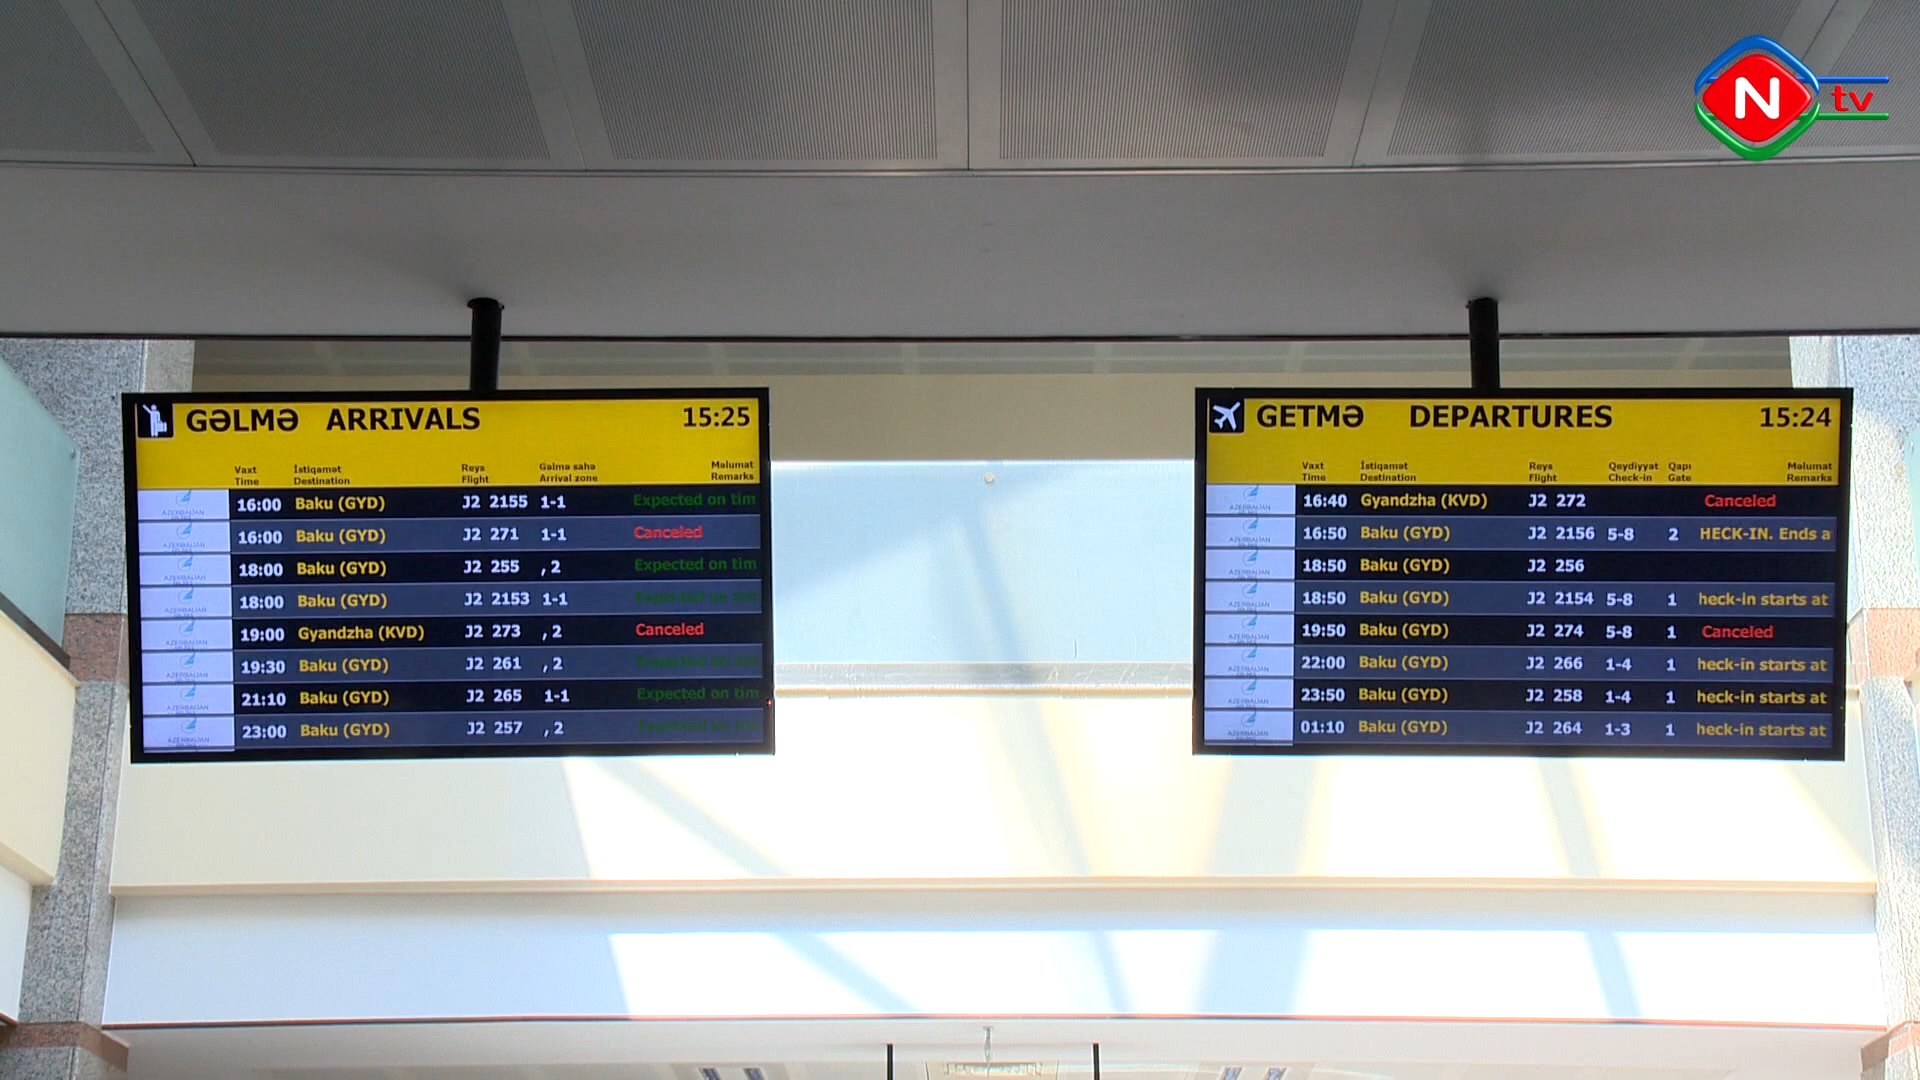 N tv
GƏLMƏ ARRIVALS 15:25
Vaxt İstiqamət Reys Gəlmə saha Məlumat
Time Destination Flight Arrival zone Remarks
16:00 Baku (GYD) J2 2155 1-1 Expected on tim
16:00 Baku (GYD) J2 271 1-1 Canceled
18:00 Baku (GYD) J2 255 , 2 Expected on tim
18:00 Baku (GYD) J2 2153 1-1 Expected on tim
19:00 Gyandzha (KVD) J2 273 , 2 Canceled
19:30 Baku (GYD) J2 261 , 2 Expected on tim
21:10 Baku (GYD) J2 265 1-1 Expected on tim
23:00 Baku (GYD) J2 257 , 2 Expected on tim
GETMƏ DEPARTURES 15:24
Vaxt İstiqamət Reys Qeydiyyat Qapı Məlumat
Time Destination Flight Check-in Gate Remarks
16:40 Gyandzha (KVD) J2 272 Canceled
16:50 Baku (GYD) J2 2156 5-8 2 HECK-IN. Ends a
18:50 Baku (GYD) J2 256
18:50 Baku (GYD) J2 2154 5-8 1 heck-in starts at
19:50 Baku (GYD) J2 274 5-8 1 Canceled
22:00 Baku (GYD) J2 266 1-4 1 heck-in starts at
23:50 Baku (GYD) J2 258 1-4 1 heck-in starts at
01:10 Baku (GYD) J2 264 1-3 1 heck-in starts at